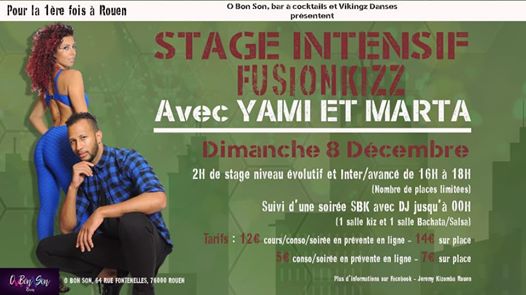 Pour la 1ère fois à Rouen
O Bon Son, bar à cocktails et Vikingz Danses
présentent
STAGE INTENSIF
FUSIONKIZZ
Avec YAMI ET MARTA
Dimanche 8 Décembre
2H de stage niveau évolutif et Inter/avancé de 16H à 18H
(Nombre de places limitées)
Suivi d'une soirée SBK avec DJ jusqu'à 00H
(1 salle kiz et 1 salle Bachata/Salsa)
Tarifs : 12€ cours/conso/soirée en prévente en ligne - 14€ sur place
5€ conso/soirée en prévente en ligne - 7€ sur place
Plus d'informations sur Facebook - Jeremy Kizomba Rouen
O Bon Son
O BON SON, 64 RUE FONTENELLES, 76000 ROUEN